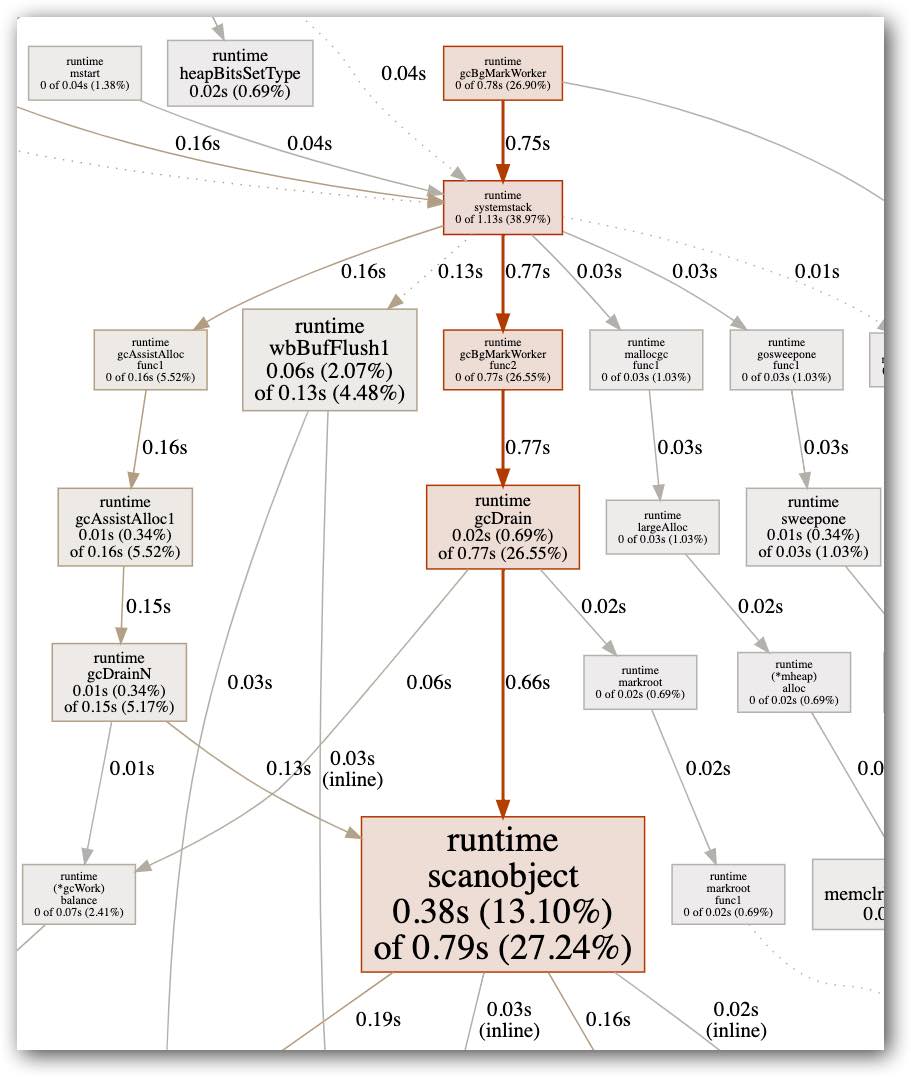 runtime
mstart
0 of 0.04s (1.38%)
runtime
heapBitsSetType
0.02s (0.69%)
0.04s
runtime
gcBgMarkWorker
0 of 0.78s (26.90%)
0.16s
0.04s
0.75s
runtime
systemstack
0 of 1.13s (38.97%)
0.16s
0.13s
0.77s
0.03s
0.03s
0.01s
runtime
gcAssistAlloc
func1
0 of 0.16s (5.52%)
runtime
wbBufFlush1
0.06s (2.07%)
of 0.13s (4.48%)
runtime
gcBgMarkWorker
func2
0 of 0.77s (26.55%)
runtime
mallocgc
func1
0 of 0.03s (1.03%)
runtime
gosweepone
func1
0 of 0.03s (1.03%)
0.16s
0.77s
0.03s
0.03s
runtime
gcAssistAlloc1
0.01s (0.34%)
of 0.16s (5.52%)
runtime
gcDrain
0.02s (0.69%)
of 0.77s (26.55%)
runtime
largeAlloc
0 of 0.03s (1.03%)
runtime
sweepone
0.01s (0.34%)
of 0.03s (1.03%)
0.15s
0.02s
0.02s
runtime
gcDrainN
0.01s (0.34%)
of 0.15s (5.17%)
0.03s
0.06s
0.66s
runtime
markroot
0 of 0.02s (0.69%)
runtime
(*mheap)
alloc
0 of 0.02s (0.69%)
0.01s
0.13s
0.03s
(inline)
0.02s
0.0
runtime
(*gcWork)
balance
0 of 0.07s (2.41%)
runtime
scanobject
0.38s (13.10%)
of 0.79s (27.24%)
runtime
markroot
func1
0 of 0.02s (0.69%)
memclr
0.0
0.19s
0.03s
(inline)
0.16s
0.02s
(inline)